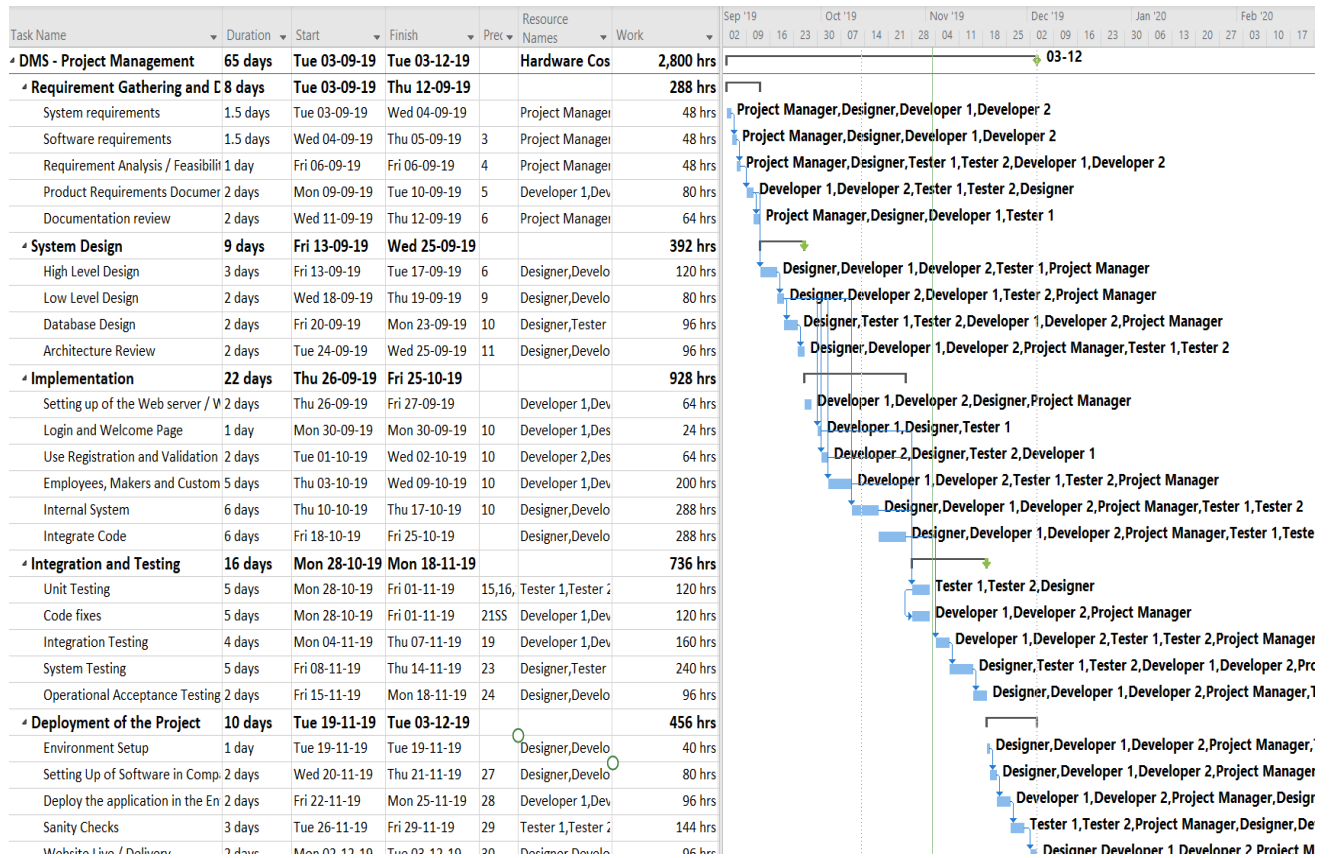 Sep '19 Oct '19 Nov '19 Dec '19 Jan '20 Feb '20
Task Name Duration Start Finish Prec Resource Names Work 02 09 16 23 30 07 14 21 28 04 11 18 25 02 09 16 23 30 06 13 20 27 03 10 17
DMS - Project Management 65 days Tue 03-09-19 Tue 03-12-19 Hardware Cos 2,800 hrs 03-12
Requirement Gathering and D 8 days Tue 03-09-19 Thu 12-09-19 288 hrs
System requirements 1.5 days Tue 03-09-19 Wed 04-09-19 Project Manager 48 hrs Project Manager,Designer,Developer 1,Developer 2
Software requirements 1.5 days Wed 04-09-19 Thu 05-09-19 3 Project Manager 48 hrs Project Manager,Designer,Developer 1,Developer 2
Requirement Analysis / Feasibilit 1 day Fri 06-09-19 Fri 06-09-19 4 Project Manager 48 hrs Project Manager,Designer,Tester 1,Tester 2,Developer 1,Developer 2
Product Requirements Documer 2 days Mon 09-09-19 Tue 10-09-19 5 Developer 1,Dev 80 hrs Developer 1,Developer 2,Tester 1,Tester 2,Designer
Documentation review 2 days Wed 11-09-19 Thu 12-09-19 6 Project Manager 64 hrs Project Manager,Designer,Developer 1,Tester 1
System Design 9 days Fri 13-09-19 Wed 25-09-19 392 hrs
High Level Design 3 days Fri 13-09-19 Tue 17-09-19 6 Designer,Develo 120 hrs Designer,Developer 1,Developer 2,Tester 1,Project Manager
Low Level Design 2 days Wed 18-09-19 Thu 19-09-19 9 Designer,Develo 80 hrs Designer,Developer 2,Developer 1,Tester 2,Project Manager
Database Design 2 days Fri 20-09-19 Mon 23-09-19 10 Designer,Tester 96 hrs Designer,Tester 1,Tester 2,Developer 1,Developer 2,Project Manager
Architecture Review 2 days Tue 24-09-19 Wed 25-09-19 11 Designer,Develo 96 hrs Designer,Developer 1,Developer 2,Project Manager,Tester 1,Tester 2
Implementation 22 days Thu 26-09-19 Fri 25-10-19 928 hrs
Setting up of the Web server / W 2 days Thu 26-09-19 Fri 27-09-19 Developer 1,Dev 64 hrs Developer 1,Developer 2,Designer,Project Manager
Login and Welcome Page 1 day Mon 30-09-19 Mon 30-09-19 10 Developer 1,Des 24 hrs Developer 1,Designer,Tester 1
Use Registration and Validation 2 days Tue 01-10-19 Wed 02-10-19 10 Developer 2,Des 64 hrs Developer 2,Designer,Tester 2,Developer 1
Employees, Makers and Custom 5 days Thu 03-10-19 Wed 09-10-19 10 Developer 1,Dev 200 hrs Developer 1,Developer 2,Tester 1,Tester 2,Project Manager
Internal System 6 days Thu 10-10-19 Thu 17-10-19 10 Designer,Develo 288 hrs Designer,Developer 1,Developer 2,Project Manager,Tester 1,Tester 2
Integrate Code 6 days Fri 18-10-19 Fri 25-10-19 Designer,Develo 288 hrs Designer,Developer 1,Developer 2,Project Manager,Tester 1,Teste
Integration and Testing 16 days Mon 28-10-19 Mon 18-11-19 736 hrs
Unit Testing 5 days Mon 28-10-19 Fri 01-11-19 15,16, Tester 1,Tester 2 120 hrs Tester 1,Tester 2,Designer
Code fixes 5 days Mon 28-10-19 Fri 01-11-19 21SS Developer 1,Dev 120 hrs Developer 1,Developer 2,Project Manager
Integration Testing 4 days Mon 04-11-19 Thu 07-11-19 19 Developer 1,Dev 160 hrs Developer 1,Developer 2,Tester 1,Tester 2,Project Manager
System Testing 5 days Fri 08-11-19 Thu 14-11-19 23 Designer,Tester 240 hrs Designer,Tester 1,Tester 2,Developer 1,Developer 2,Pro
Operational Acceptance Testing 2 days Fri 15-11-19 Mon 18-11-19 24 Designer,Develo 96 hrs Designer,Developer 1,Developer 2,Project Manager,T
Deployment of the Project 10 days Tue 19-11-19 Tue 03-12-19 456 hrs
Environment Setup 1 day Tue 19-11-19 Tue 19-11-19 Designer,Develo 40 hrs Designer,Developer 1,Developer 2,Project Manager,
Setting Up of Software in Comp 2 days Wed 20-11-19 Thu 21-11-19 27 Designer,Develo 80 hrs Designer,Developer 1,Developer 2,Project Manager
Deploy the application in the En 2 days Fri 22-11-19 Mon 25-11-19 28 Developer 1,Dev 96 hrs Developer 1,Developer 2,Project Manager,Desigr
Sanity Checks 3 days Tue 26-11-19 Fri 29-11-19 29 Tester 1,Tester 2 144 hrs Tester 1,Tester 2,Project Manager,Designer,De
Website Live / Delivery 2 days Mon 02-12-19 Tue 03-12-19 30 Designer,Develo 96 hrs Designer,Developer 1,Developer 2,Project M